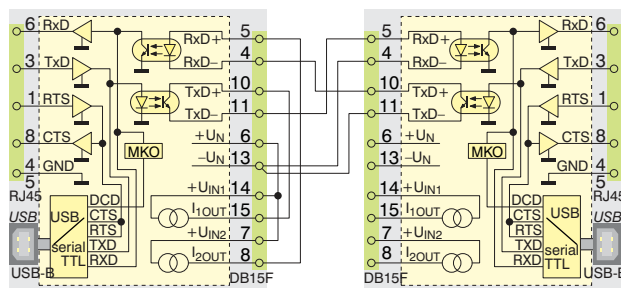 6 RxD
3 TxD
1 RTS
8 CTS
4 GND
5
RJ45
USB
USB-B
USB
serial
TTL
DCD
CTS
RTS
TXD
RXD
MKO
RxD+ 5
RxD– 4
TxD+ 10
TxD– 11
+UN 6
–UN 13
+UIN1 14
I1OUT 15
+UIN2 7
I2OUT 8
DB15F
5 RxD+
4 RxD–
10 TxD+
11 TxD–
6 +UN
13 –UN
14 +UIN1
15 I1OUT
7 +UIN2
8 I2OUT
DB15F
MKO
DCD
CTS
RTS
TXD
RXD
USB
serial
TTL
RxD 6
TxD 3
RTS 1
CTS 8
GND 4
5
RJ45
USB
USB-B